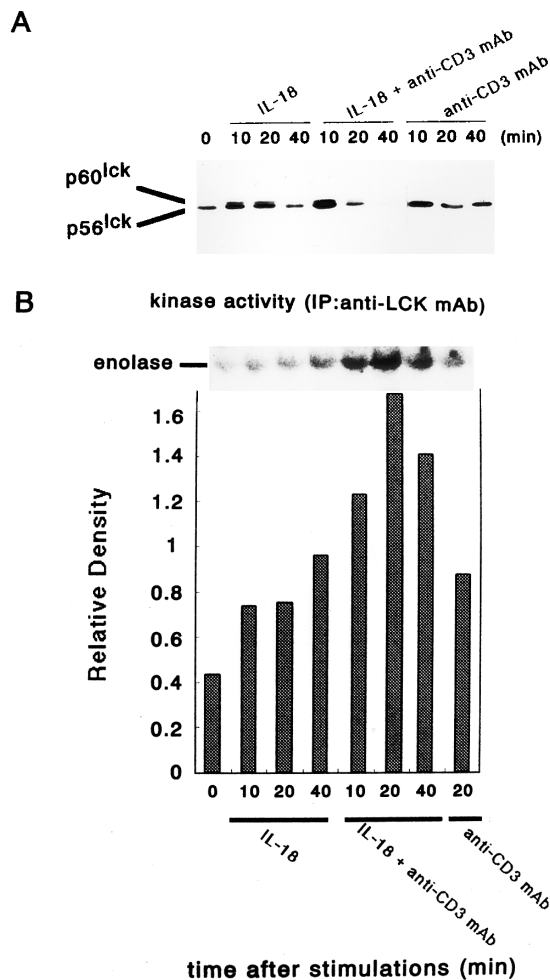 A
IL-18
IL-18 + anti-CD3 mAb
anti-CD3 mAb
0 10 20 40 10 20 40 10 20 40 (min)
p60lck
p56lck
B
kinase activity (IP:anti-LCK mAb)
enolase
1.6
1.4
1.2
1
0.8
0.6
0.4
0.2
0
Relative Density
0 10 20 40 10 20 40 20
IL-18
IL-18 + anti-CD3 mAb
anti-CD3 mAb
time after stimulations (min)